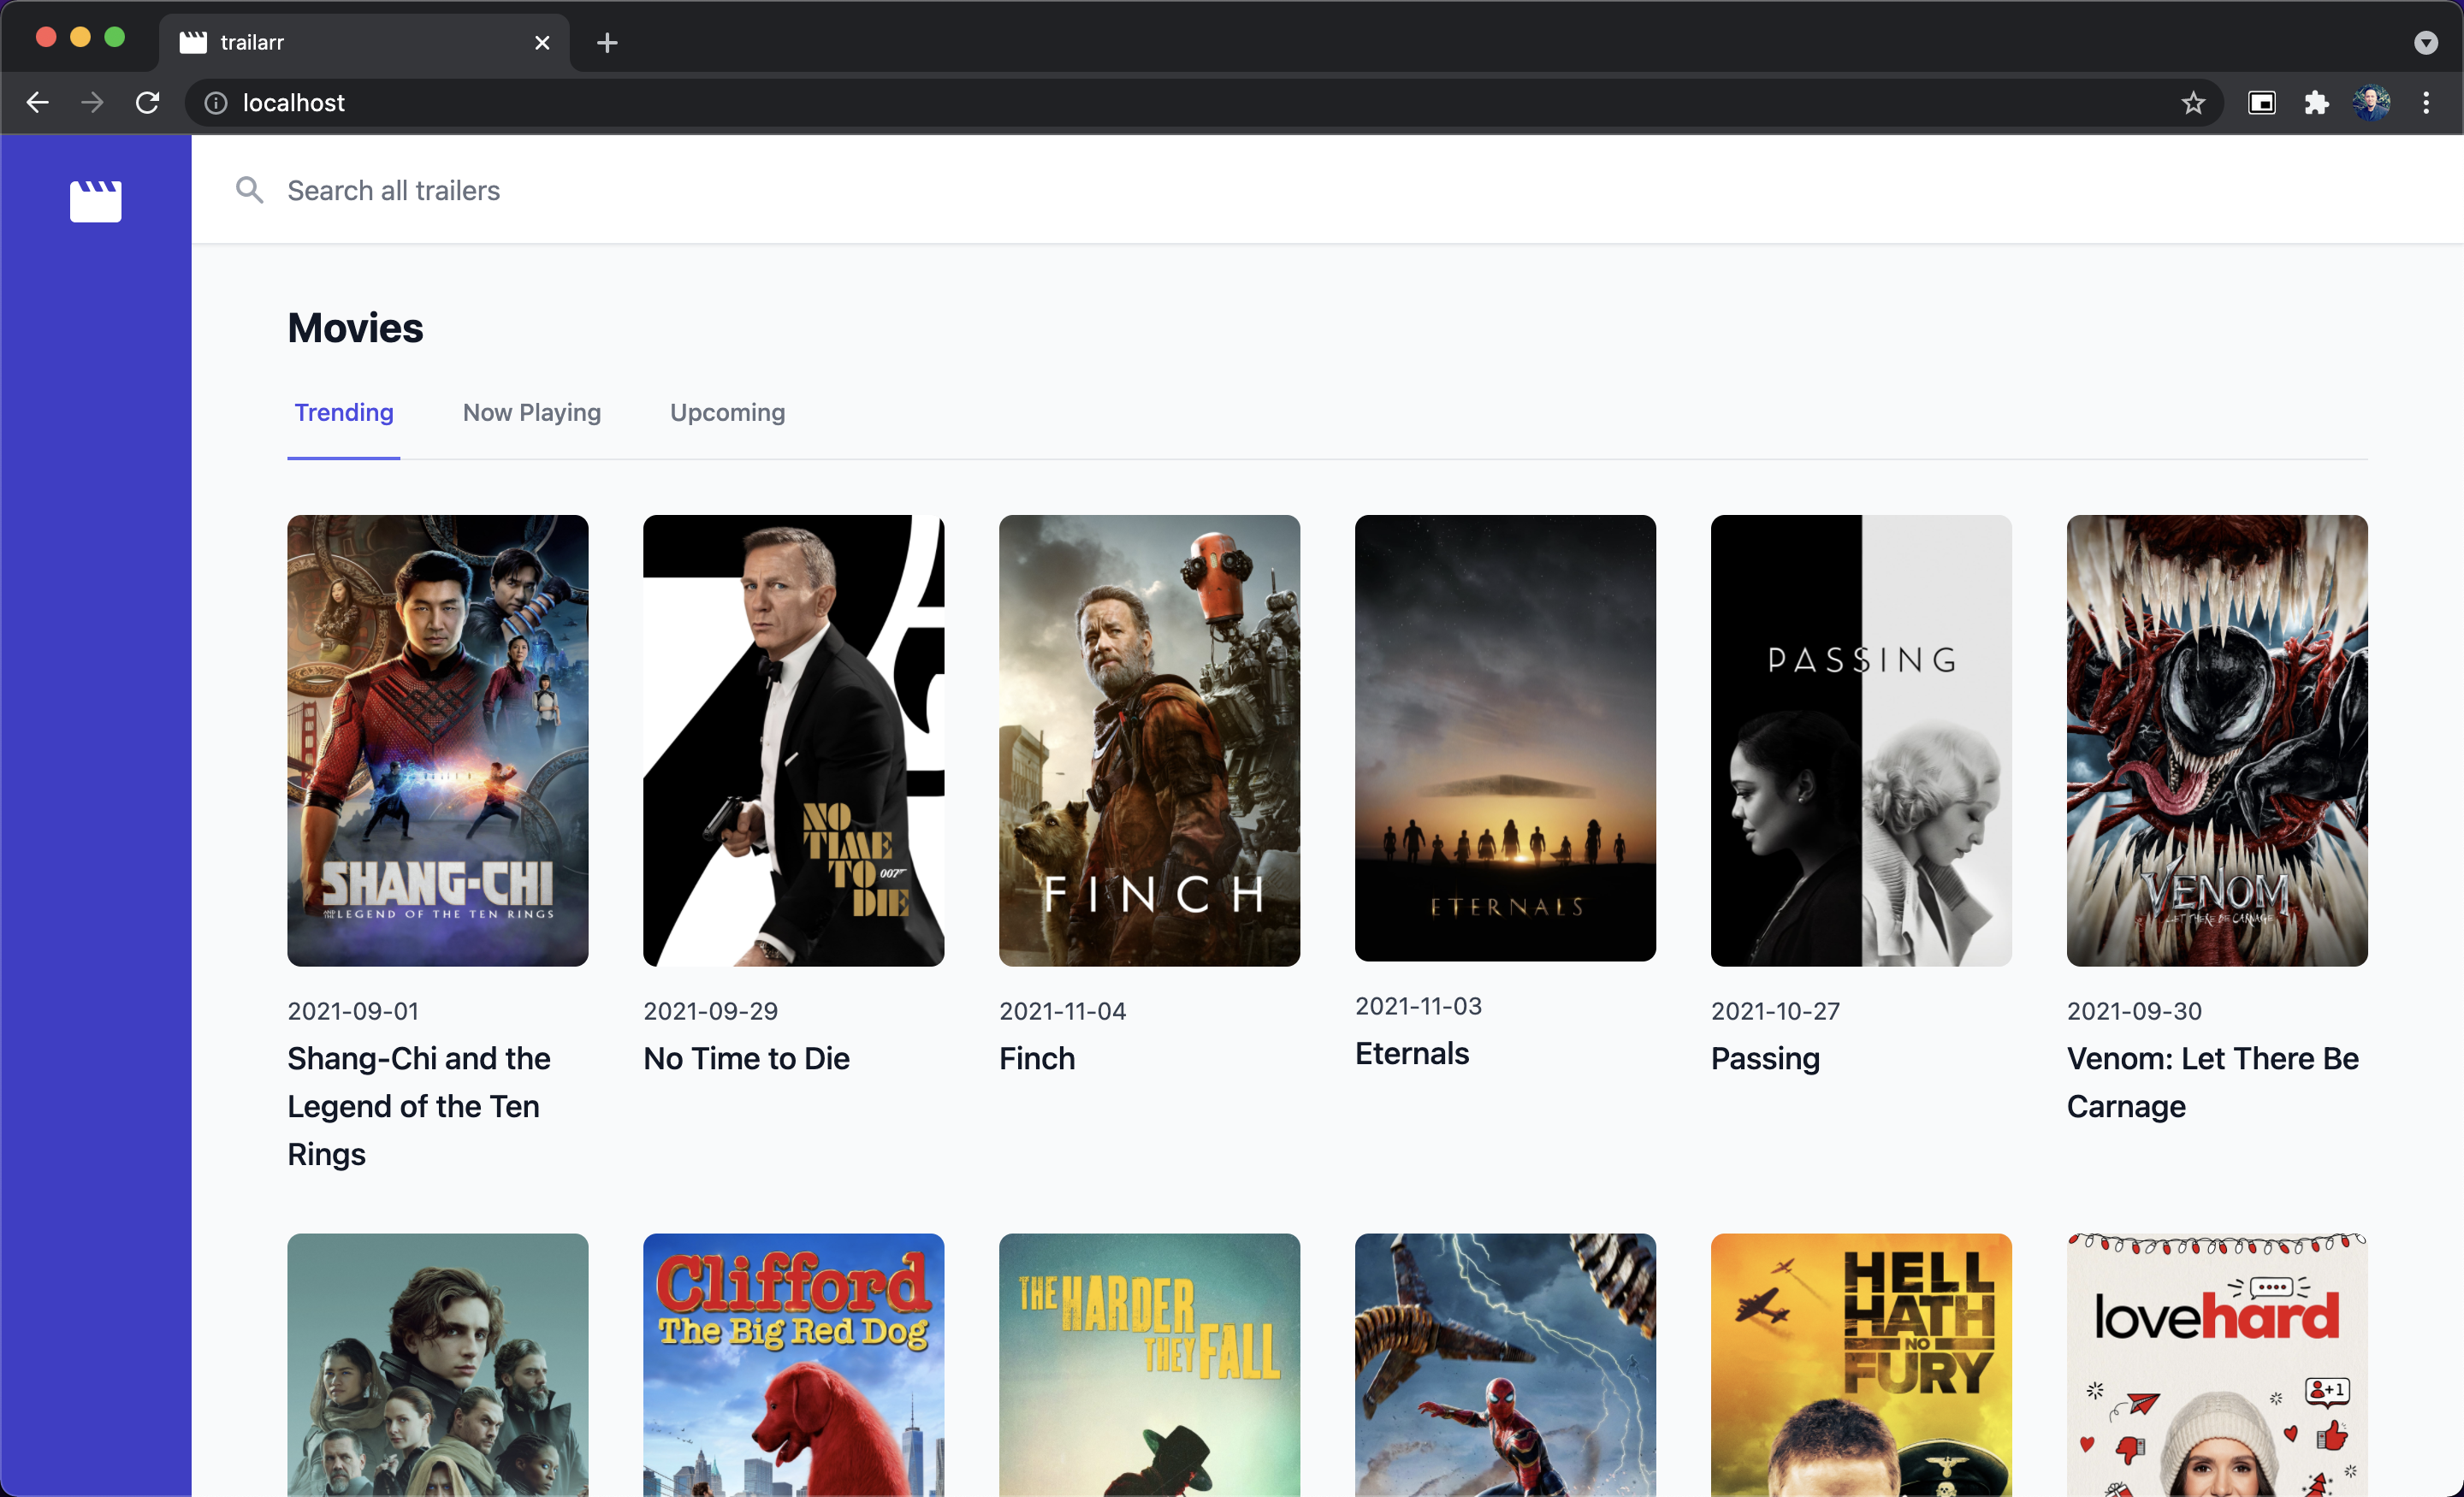 trailarr
localhost
Search all trailers
Movies
Trending
Now Playing
Upcoming
SHANG-CHI
AND THE LEGEND OF THE TEN RINGS
NO
TIME
TO 007
DIE
FINCH
ETERNALS
PASSING
VENOM
LET THERE BE CARNAGE
2021-09-01
Shang-Chi and the
Legend of the Ten
Rings
2021-09-29
No Time to Die
2021-11-04
Finch
2021-11-03
Eternals
2021-10-27
Passing
2021-09-30
Venom: Let There Be
Carnage
Clifford
The Big Red Dog
THE HARDER
THEY FALL
HELL
HATH
NO
FURY
lovehard
+1